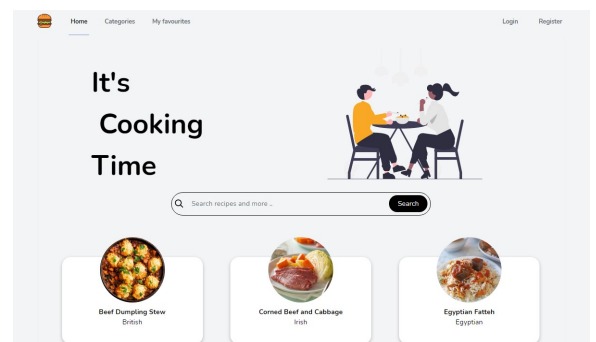 Home Categories My favourites Login Register
It's
Cooking
Time
Search recipes and more .. Search
Beef Dumpling Stew Corned Beef and Cabbage Egyptian Fatteh
British Irish Egyptian